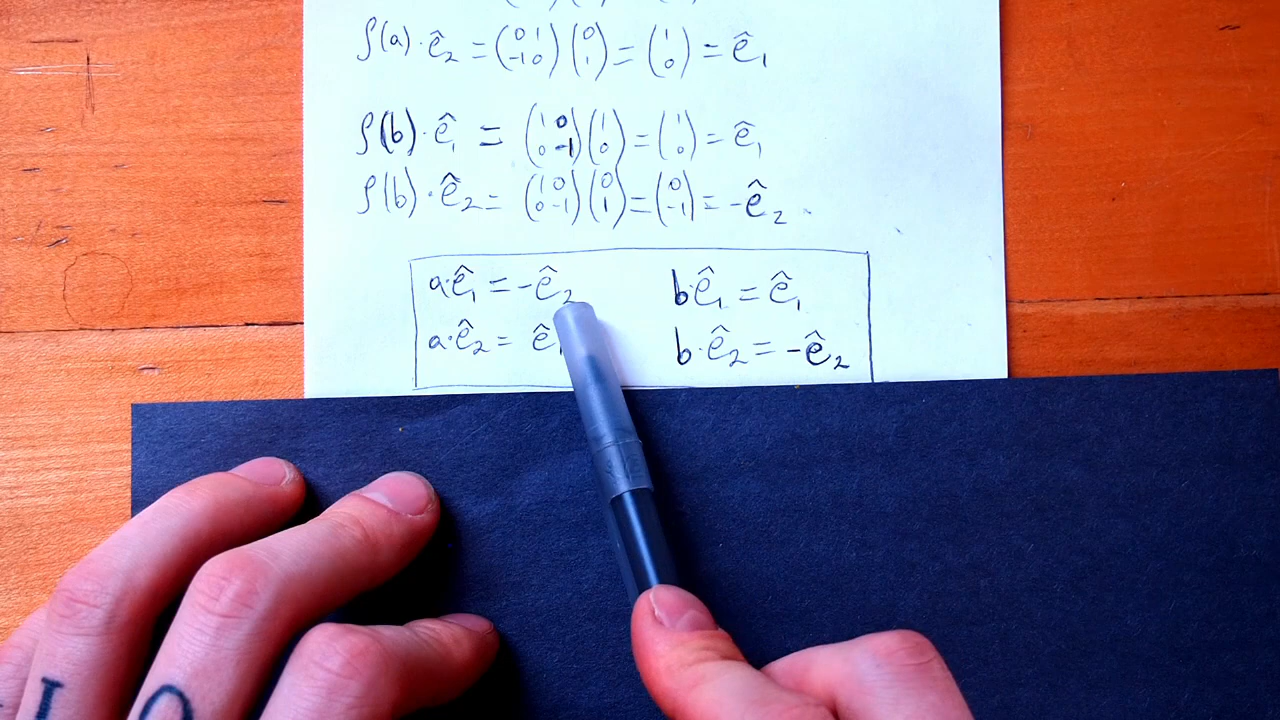 ρ(a)·ê₂ = (0 1 -1 0) (0 1) = (1 0) = ê₁
ρ(b)·ê₁ = (1 0 0 -1) (1 0) = (1 0) = ê₁
ρ(b)·ê₂ = (1 0 0 -1) (0 1) = (0 -1) = -ê₂
a·ê₁ = -ê₂ b·ê₁ = ê₁
a·ê₂ = ê₁ b·ê₂ = -ê₂
I O